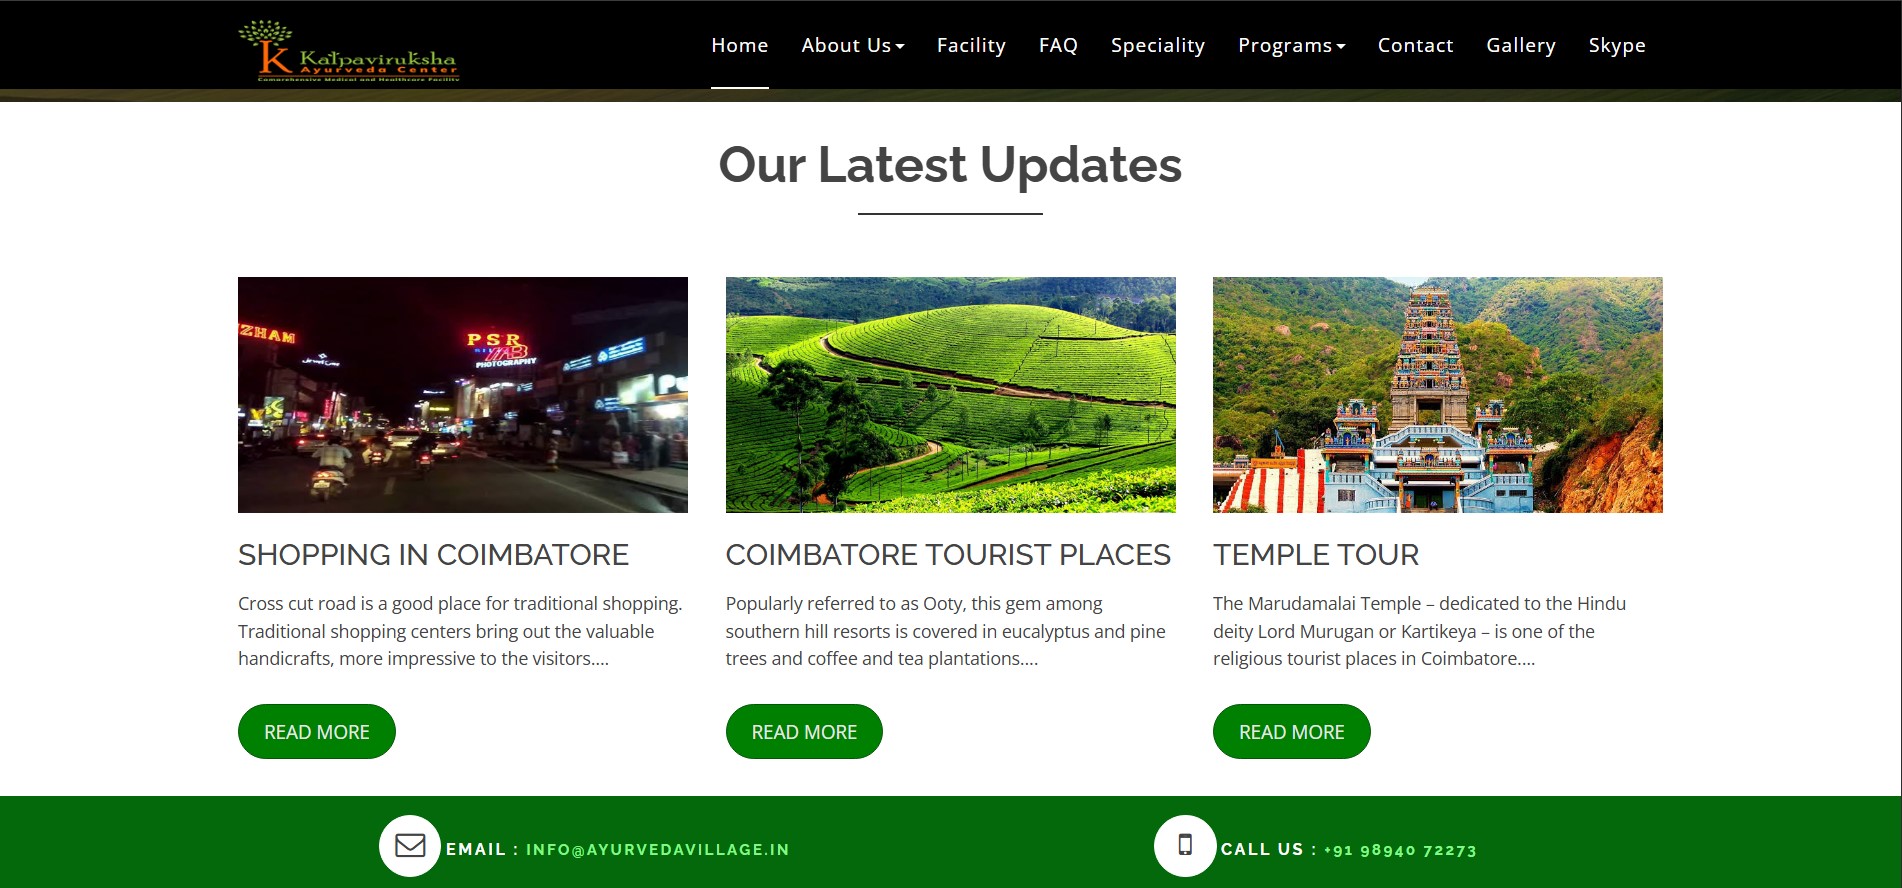 Kalpaviruksha
Ayurveda Center
Comprehensive Medical and Healthcare Facility
Home About Us Facility FAQ Speciality Programs Contact Gallery Skype
Our Latest Updates
ZHAM
PSR
PHOTOGRAPHY
SHOPPING IN COIMBATORE
Cross cut road is a good place for traditional shopping.
Traditional shopping centers bring out the valuable
handicrafts, more impressive to the visitors....
READ MORE
COIMBATORE TOURIST PLACES
Popularly referred to as Ooty, this gem among
southern hill resorts is covered in eucalyptus and pine
trees and coffee and tea plantations....
READ MORE
TEMPLE TOUR
The Marudamalai Temple – dedicated to the Hindu
deity Lord Murugan or Kartikeya – is one of the
religious tourist places in Coimbatore....
READ MORE
EMAIL : INFO@AYURVEDAVILLAGE.IN
CALL US : +91 98940 72273